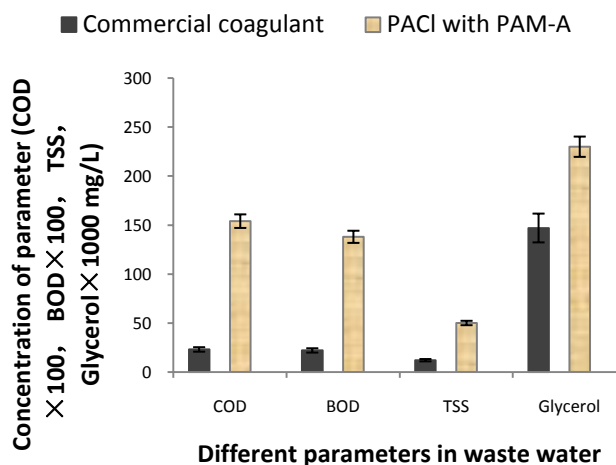 Commercial coagulant PACl with PAM-A
Concentration of parameter (COD
×100， BOD×100， TSS，
Glycerol×1000 mg/L)
300
250
200
150
100
50
0
COD BOD TSS Glycerol
Different parameters in waste water